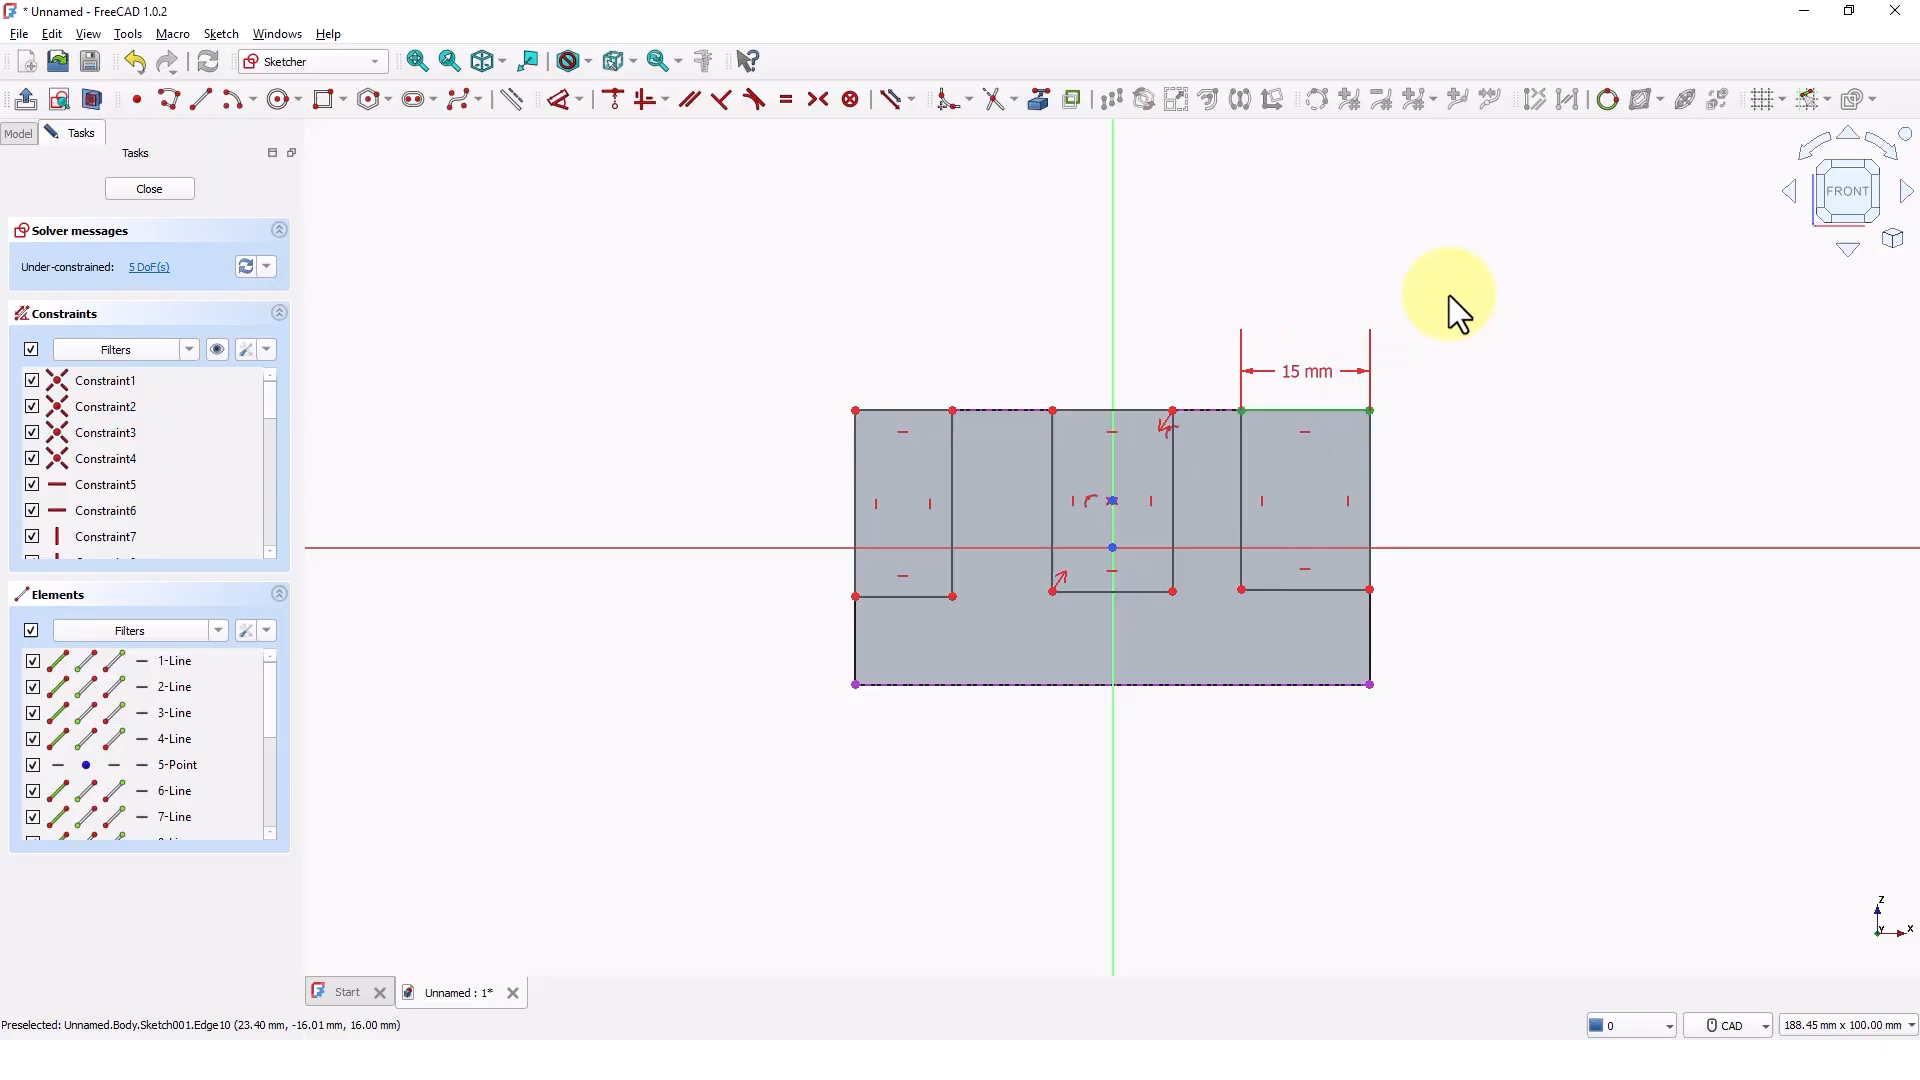 * Unnamed - FreeCAD 1.0.2
File Edit View Tools Macro Sketch Windows Help
Sketcher
Model Tasks
Tasks
Close
Solver messages
Under-constrained: 5 DoF(s)
Constraints
Filters
Constraint1
Constraint2
Constraint3
Constraint4
Constraint5
Constraint6
Constraint7
Elements
Filters
1-Line
2-Line
3-Line
4-Line
5-Point
6-Line
7-Line
FRONT
15 mm
Z
Y
X
Start
Unnamed : 1*
Preselected: Unnamed.Body.Sketch001.Edge10 (23.40 mm, -16.01 mm, 16.00 mm)
0
CAD
188.45 mm x 100.00 mm